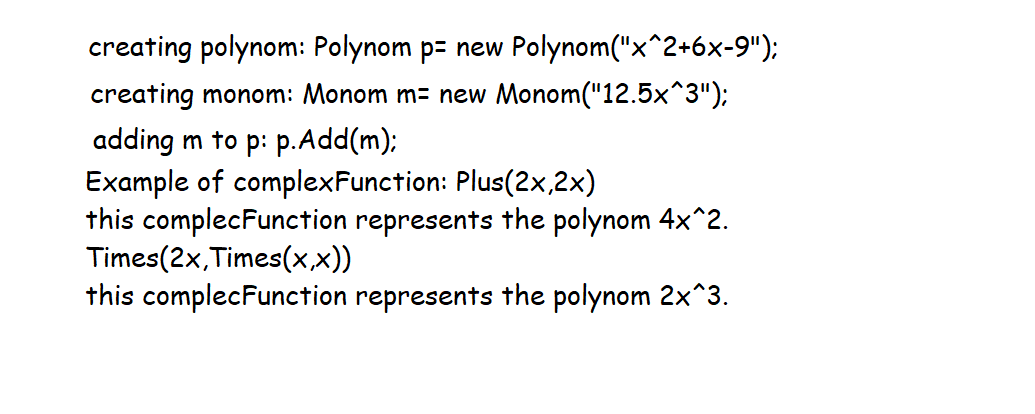 creating polynom: Polynom p= new Polynom("x^2+6x-9");
creating monom: Monom m= new Monom("12.5x^3");
adding m to p: p.Add(m);
Example of complexFunction: Plus(2x,2x)
this complecFunction represents the polynom 4x^2.
Times(2x,Times(x,x))
this complecFunction represents the polynom 2x^3.